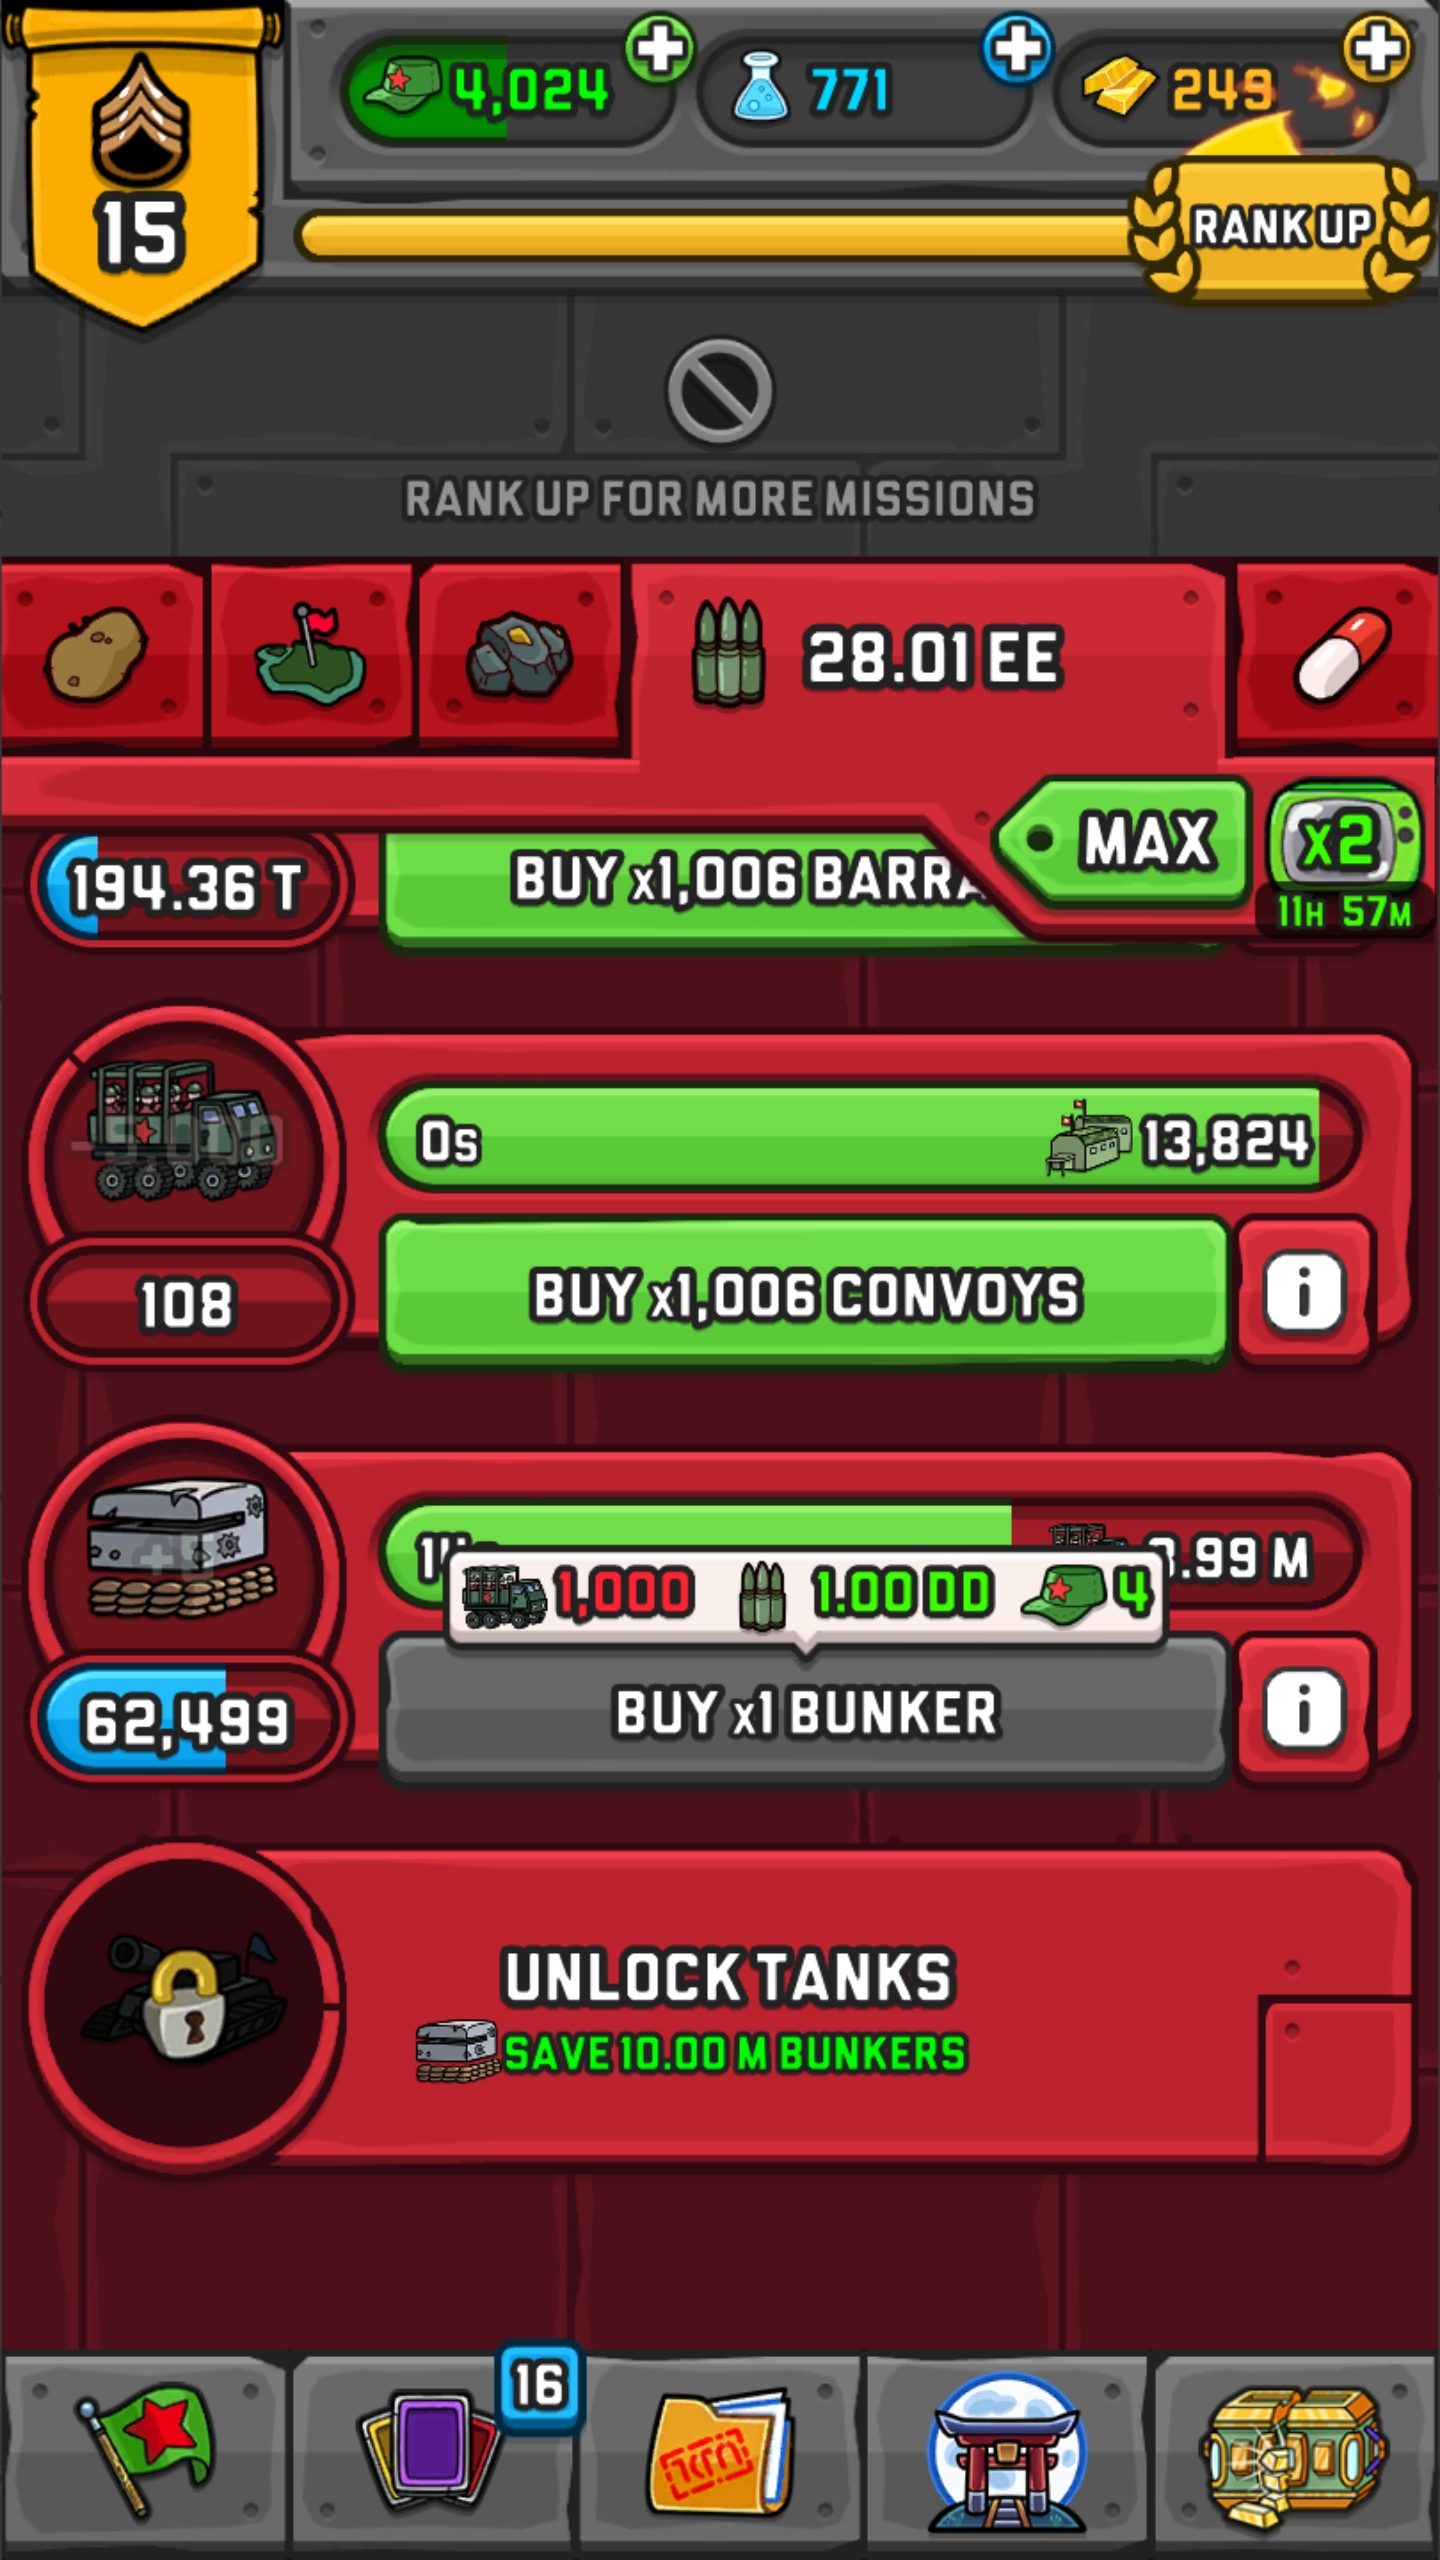 4,024
771
249
15
RANK UP
RANK UP FOR MORE MISSIONS
28.01 EE
MAX
x2
11H 57M
194.36 T
BUY x1,006
0s
13,824
108
BUY x1,006 CONVOYS
.99 M
1,000
1.00 DD
4
62,499
BUY x1 BUNKER
UNLOCK TANKS
SAVE 10.00 M BUNKERS
16